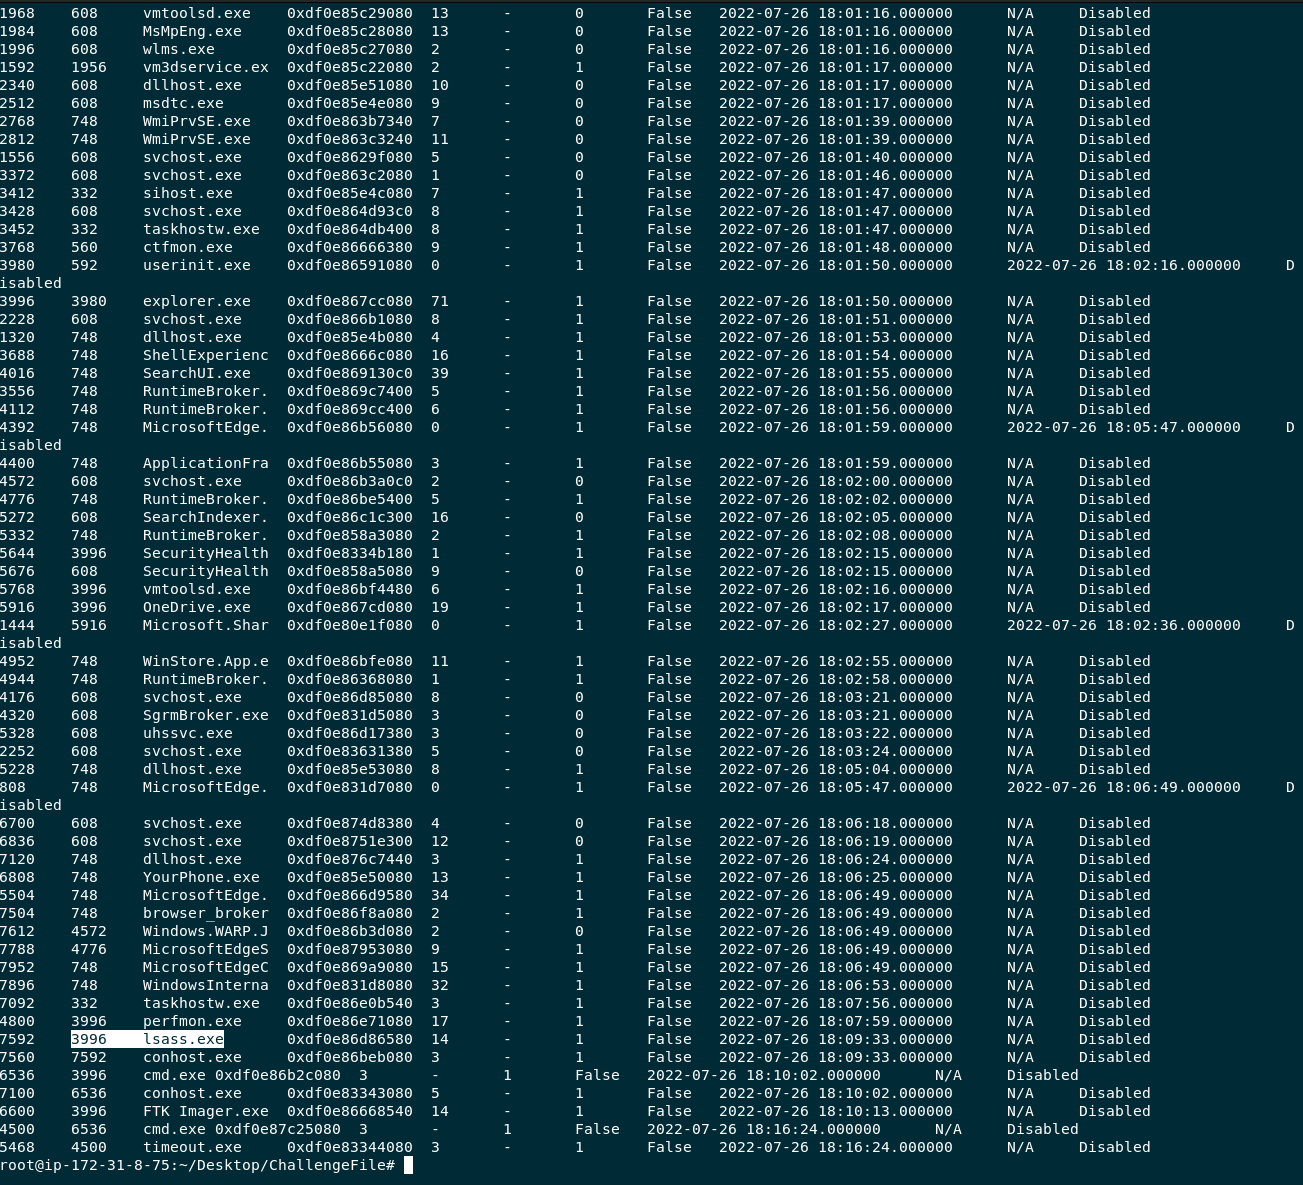 1968    608     vmtoolsd.exe    0xdf0e85c29080  13      -       0       False   2022-07-26 18:01:16.000000      N/A     Disabled
1984    608     MsMpEng.exe     0xdf0e85c28080  13      -       0       False   2022-07-26 18:01:16.000000      N/A     Disabled
1996    608     wlms.exe        0xdf0e85c27080  2       -       0       False   2022-07-26 18:01:16.000000      N/A     Disabled
1592    1956    vm3dservice.ex  0xdf0e85c22080  2       -       1       False   2022-07-26 18:01:17.000000      N/A     Disabled
2340    608     dllhost.exe     0xdf0e85e51080  10      -       0       False   2022-07-26 18:01:17.000000      N/A     Disabled
2512    608     msdtc.exe       0xdf0e85e4e080  9       -       0       False   2022-07-26 18:01:17.000000      N/A     Disabled
2768    748     WmiPrvSE.exe    0xdf0e863b7340  7       -       0       False   2022-07-26 18:01:39.000000      N/A     Disabled
2812    748     WmiPrvSE.exe    0xdf0e863c3240  11      -       0       False   2022-07-26 18:01:39.000000      N/A     Disabled
1556    608     svchost.exe     0xdf0e8629f080  5       -       0       False   2022-07-26 18:01:40.000000      N/A     Disabled
3372    608     svchost.exe     0xdf0e863c2080  1       -       0       False   2022-07-26 18:01:46.000000      N/A     Disabled
3412    332     sihost.exe      0xdf0e85e4c080  7       -       1       False   2022-07-26 18:01:47.000000      N/A     Disabled
3428    608     svchost.exe     0xdf0e864d93c0  8       -       1       False   2022-07-26 18:01:47.000000      N/A     Disabled
3452    332     taskhostw.exe   0xdf0e864db400  8       -       1       False   2022-07-26 18:01:47.000000      N/A     Disabled
3768    560     ctfmon.exe      0xdf0e86666380  9       -       1       False   2022-07-26 18:01:48.000000      N/A     Disabled
3980    592     userinit.exe    0xdf0e86591080  0       -       1       False   2022-07-26 18:01:50.000000      2022-07-26 18:02:16.000000     D
isabled
3996    3980    explorer.exe    0xdf0e867cc080  71      -       1       False   2022-07-26 18:01:50.000000      N/A     Disabled
2228    608     svchost.exe     0xdf0e866b1080  8       -       1       False   2022-07-26 18:01:51.000000      N/A     Disabled
1320    748     dllhost.exe     0xdf0e85e4b080  4       -       1       False   2022-07-26 18:01:53.000000      N/A     Disabled
3688    748     ShellExperienc  0xdf0e8666c080  16      -       1       False   2022-07-26 18:01:54.000000      N/A     Disabled
4016    748     SearchUI.exe    0xdf0e869130c0  39      -       1       False   2022-07-26 18:01:55.000000      N/A     Disabled
3556    748     RuntimeBroker.  0xdf0e869c7400  5       -       1       False   2022-07-26 18:01:56.000000      N/A     Disabled
4112    748     RuntimeBroker.  0xdf0e869cc400  6       -       1       False   2022-07-26 18:01:56.000000      N/A     Disabled
4392    748     MicrosoftEdge.  0xdf0e86b56080  0       -       1       False   2022-07-26 18:01:59.000000      2022-07-26 18:05:47.000000     D
isabled
4400    748     ApplicationFra  0xdf0e86b55080  3       -       1       False   2022-07-26 18:01:59.000000      N/A     Disabled
4572    608     svchost.exe     0xdf0e86b3a0c0  2       -       0       False   2022-07-26 18:02:00.000000      N/A     Disabled
4776    748     RuntimeBroker.  0xdf0e86be5400  5       -       1       False   2022-07-26 18:02:02.000000      N/A     Disabled
5272    608     SearchIndexer.  0xdf0e86c1c300  16      -       0       False   2022-07-26 18:02:05.000000      N/A     Disabled
5332    748     RuntimeBroker.  0xdf0e858a3080  2       -       1       False   2022-07-26 18:02:08.000000      N/A     Disabled
5644    3996    SecurityHealth  0xdf0e8334b180  1       -       1       False   2022-07-26 18:02:15.000000      N/A     Disabled
5676    608     SecurityHealth  0xdf0e858a5080  9       -       0       False   2022-07-26 18:02:15.000000      N/A     Disabled
5768    3996    vmtoolsd.exe    0xdf0e86bf4480  6       -       1       False   2022-07-26 18:02:16.000000      N/A     Disabled
5916    3996    OneDrive.exe    0xdf0e867cd080  19      -       1       False   2022-07-26 18:02:17.000000      N/A     Disabled
1444    5916    Microsoft.Shar  0xdf0e80e1f080  0       -       1       False   2022-07-26 18:02:27.000000      2022-07-26 18:02:36.000000     D
isabled
4952    748     WinStore.App.e  0xdf0e86bfe080  11      -       1       False   2022-07-26 18:02:55.000000      N/A     Disabled
4944    748     RuntimeBroker.  0xdf0e86368080  1       -       1       False   2022-07-26 18:02:58.000000      N/A     Disabled
4176    608     svchost.exe     0xdf0e86d85080  8       -       0       False   2022-07-26 18:03:21.000000      N/A     Disabled
4320    608     SgrmBroker.exe  0xdf0e831d5080  3       -       0       False   2022-07-26 18:03:21.000000      N/A     Disabled
5328    608     uhssvc.exe      0xdf0e86d17380  3       -       0       False   2022-07-26 18:03:22.000000      N/A     Disabled
2252    608     svchost.exe     0xdf0e83631380  5       -       0       False   2022-07-26 18:03:24.000000      N/A     Disabled
5228    748     dllhost.exe     0xdf0e85e53080  8       -       1       False   2022-07-26 18:05:04.000000      N/A     Disabled
808     748     MicrosoftEdge.  0xdf0e831d7080  0       -       1       False   2022-07-26 18:05:47.000000      2022-07-26 18:06:49.000000     D
isabled
6700    608     svchost.exe     0xdf0e874d8380  4       -       0       False   2022-07-26 18:06:18.000000      N/A     Disabled
6836    608     svchost.exe     0xdf0e8751e300  12      -       0       False   2022-07-26 18:06:19.000000      N/A     Disabled
7120    748     dllhost.exe     0xdf0e876c7440  3       -       1       False   2022-07-26 18:06:24.000000      N/A     Disabled
6808    748     YourPhone.exe   0xdf0e85e50080  13      -       1       False   2022-07-26 18:06:25.000000      N/A     Disabled
5504    748     MicrosoftEdge.  0xdf0e866d9580  34      -       1       False   2022-07-26 18:06:49.000000      N/A     Disabled
7504    748     browser_broker  0xdf0e86f8a080  2       -       1       False   2022-07-26 18:06:49.000000      N/A     Disabled
7612    4572    Windows.WARP.J  0xdf0e86b3d080  2       -       0       False   2022-07-26 18:06:49.000000      N/A     Disabled
7788    4776    MicrosoftEdgeS  0xdf0e87953080  9       -       1       False   2022-07-26 18:06:49.000000      N/A     Disabled
7952    748     MicrosoftEdgeC  0xdf0e869a9080  15      -       1       False   2022-07-26 18:06:49.000000      N/A     Disabled
7896    748     WindowsInterna  0xdf0e831d8080  32      -       1       False   2022-07-26 18:06:53.000000      N/A     Disabled
7092    332     taskhostw.exe   0xdf0e86e0b540  3       -       1       False   2022-07-26 18:07:56.000000      N/A     Disabled
4800    3996    perfmon.exe     0xdf0e86e71080  17      -       1       False   2022-07-26 18:07:59.000000      N/A     Disabled
7592    3996    lsass.exe       0xdf0e86d86580  14      -       1       False   2022-07-26 18:09:33.000000      N/A     Disabled
7560    7592    conhost.exe     0xdf0e86beb080  3       -       1       False   2022-07-26 18:09:33.000000      N/A     Disabled
6536    3996    cmd.exe 0xdf0e86b2c080  3       -       1       False   2022-07-26 18:10:02.000000      N/A     Disabled
7100    6536    conhost.exe     0xdf0e83343080  5       -       1       False   2022-07-26 18:10:02.000000      N/A     Disabled
6600    3996    FTK Imager.exe  0xdf0e86668540  14      -       1       False   2022-07-26 18:10:13.000000      N/A     Disabled
4500    6536    cmd.exe 0xdf0e87c25080  3       -       1       False   2022-07-26 18:16:24.000000      N/A     Disabled
5468    4500    timeout.exe     0xdf0e83344080  3       -       1       False   2022-07-26 18:16:24.000000      N/A     Disabled
root@ip-172-31-8-75:~/Desktop/ChallengeFile#